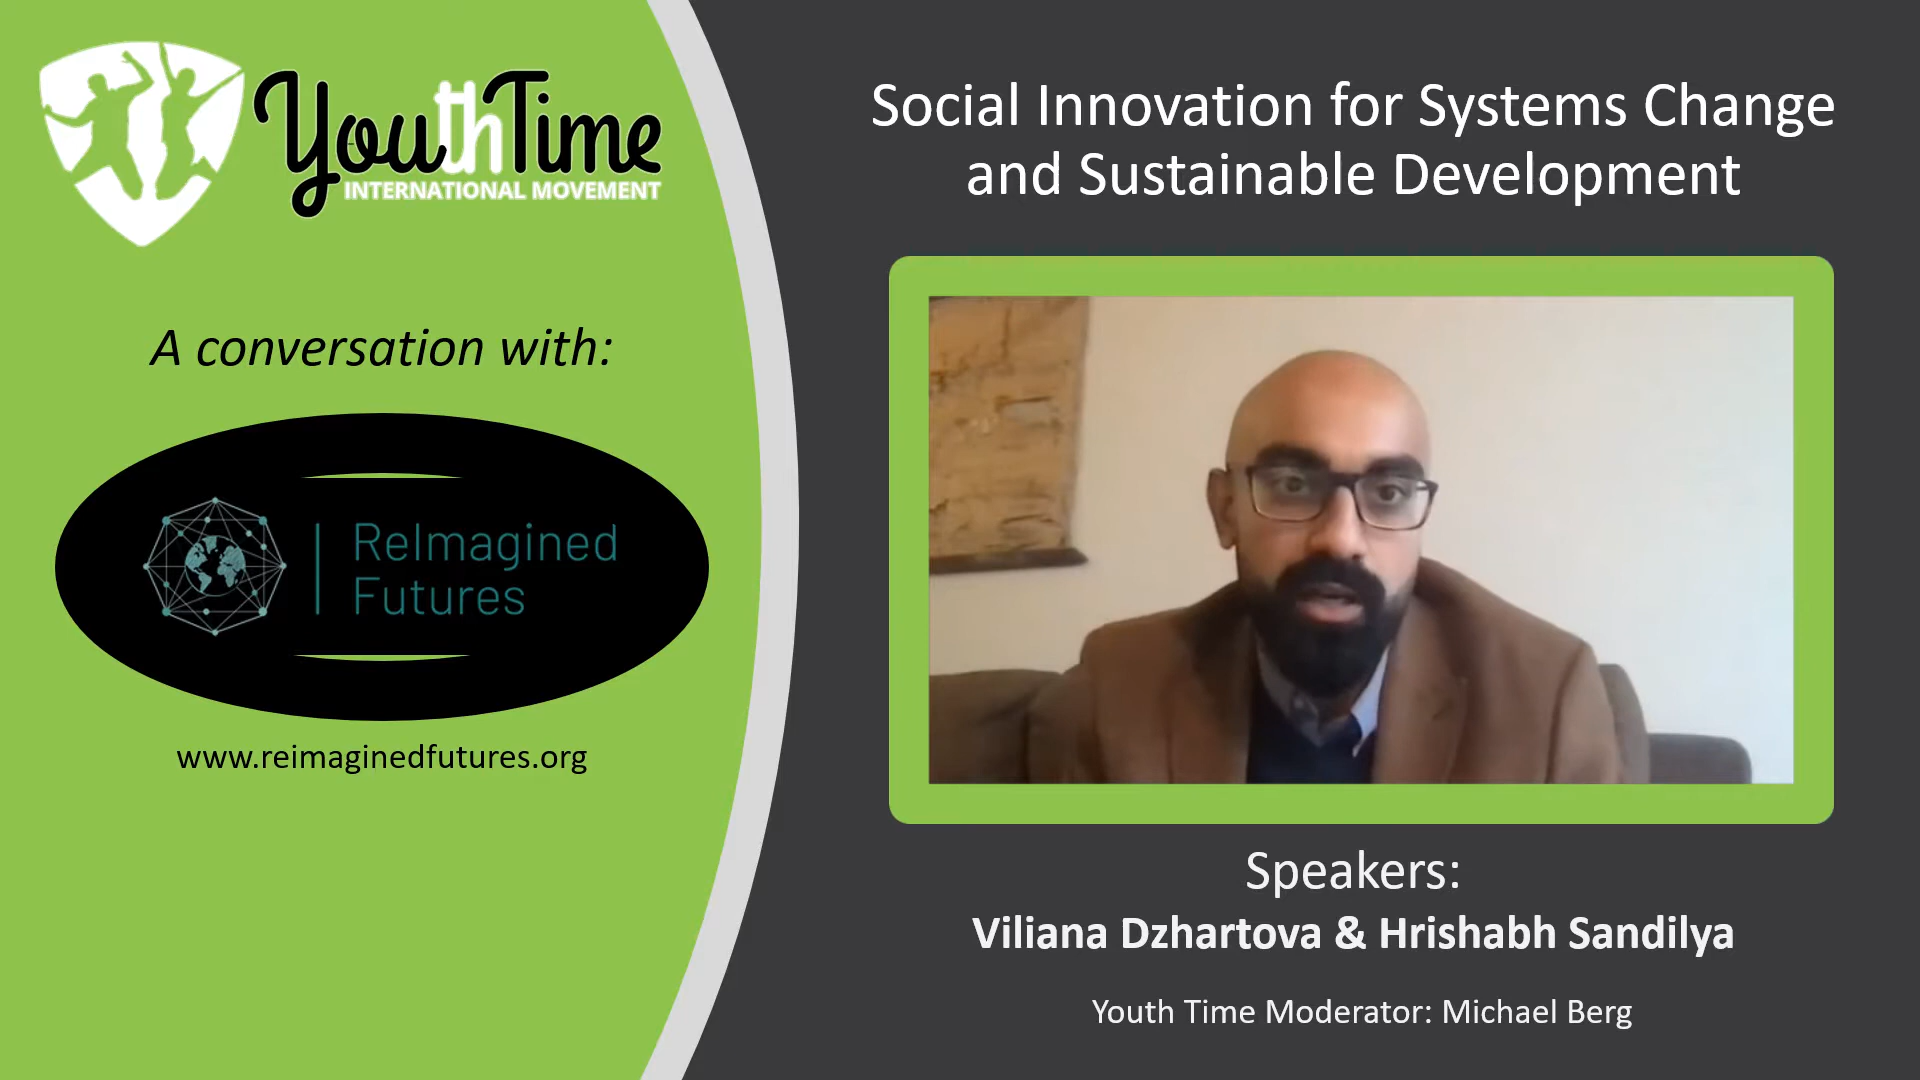 YouthTime
INTERNATIONAL MOVEMENT
A conversation with:
ReImagined
Futures
www.reimaginedfutures.org
Social Innovation for Systems Change
and Sustainable Development
Speakers:
Viliana Dzhartova & Hrishabh Sandilya
Youth Time Moderator: Michael Berg